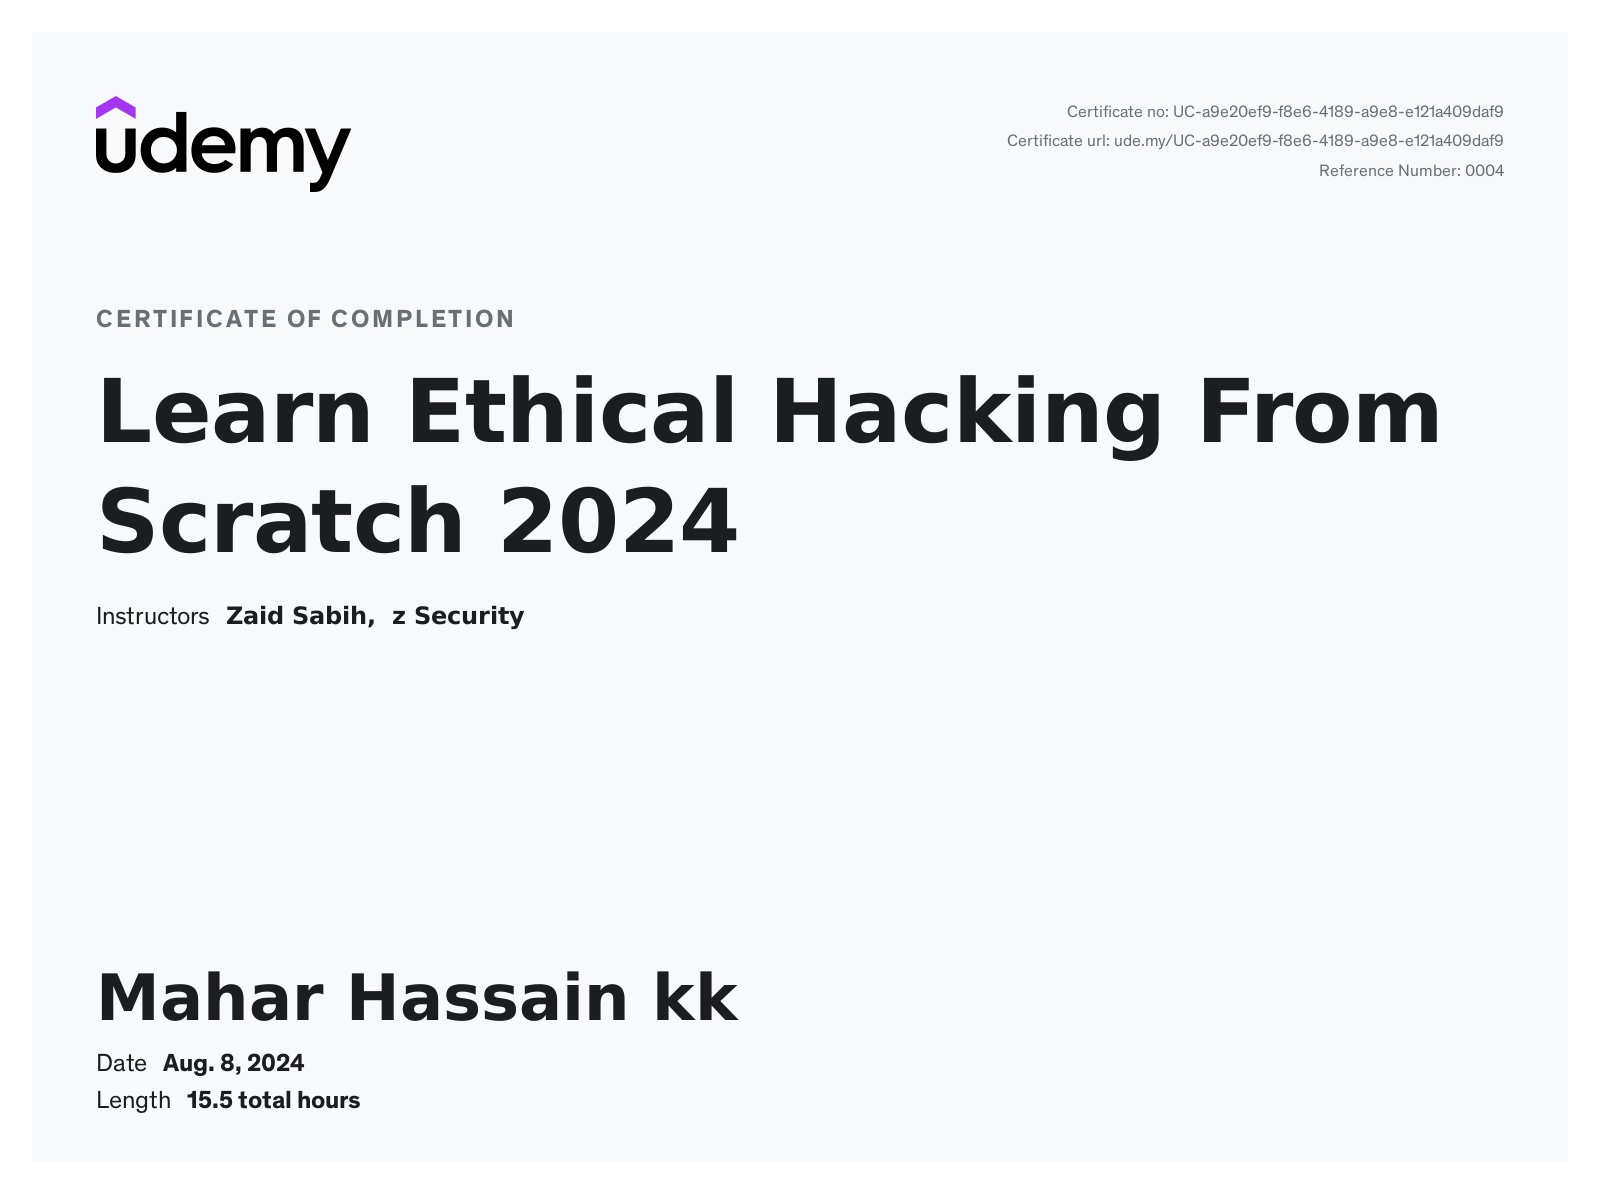 udemy
Certificate no: UC-a9e20ef9-f8e6-4189-a9e8-e121a409daf9
Certificate url: ude.my/UC-a9e20ef9-f8e6-4189-a9e8-e121a409daf9
Reference Number: 0004
CERTIFICATE OF COMPLETION
Learn Ethical Hacking From
Scratch 2024
Instructors Zaid Sabih, z Security
Mahar Hassain kk
Date Aug. 8, 2024
Length 15.5 total hours